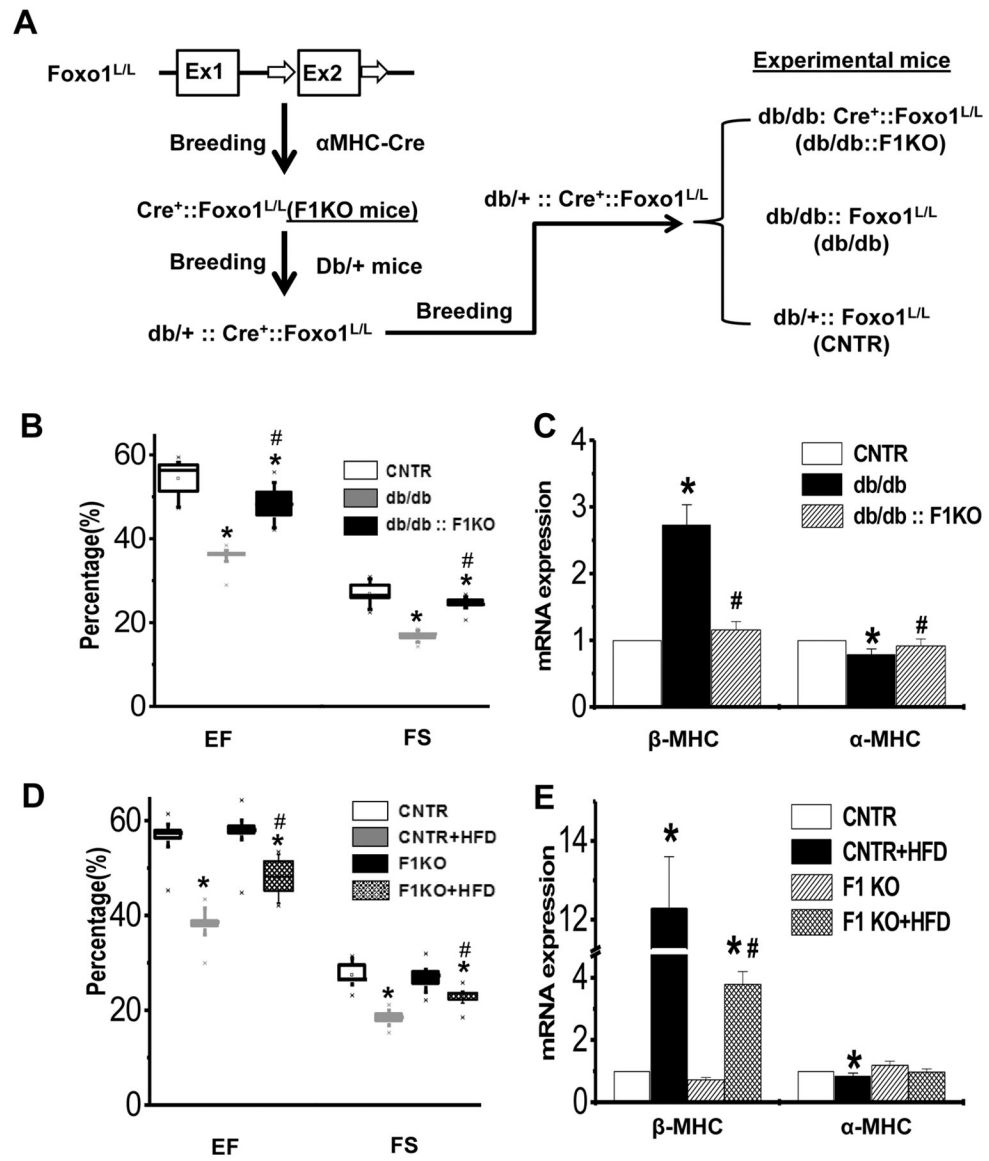 A
Foxo1L/L
Ex1
Ex2
Breeding
αMHC-Cre
Cre+::Foxo1L/L(F1KO mice)
Breeding
Db/+ mice
db/+ :: Cre+::Foxo1L/L
Breeding
db/+ :: Cre+::Foxo1L/L
Experimental mice
db/db: Cre+::Foxo1L/L
(db/db::F1KO)
db/db:: Foxo1L/L
(db/db)
db/+:: Foxo1L/L
(CNTR)
B
Percentage(%)
60
40
20
0
*
#
*
*
#
*
CNTR
db/db
db/db :: F1KO
EF
FS
C
mRNA expression
4
3
2
1
0
*
#
*
#
CNTR
db/db
db/db :: F1KO
β-MHC
α-MHC
D
Percentage(%)
60
40
20
0
*
#
*
*
#
*
CNTR
CNTR+HFD
F1KO
F1KO+HFD
EF
FS
E
mRNA expression
14
12
4
2
0
*
*#
*
CNTR
CNTR+HFD
F1 KO
F1 KO+HFD
β-MHC
α-MHC